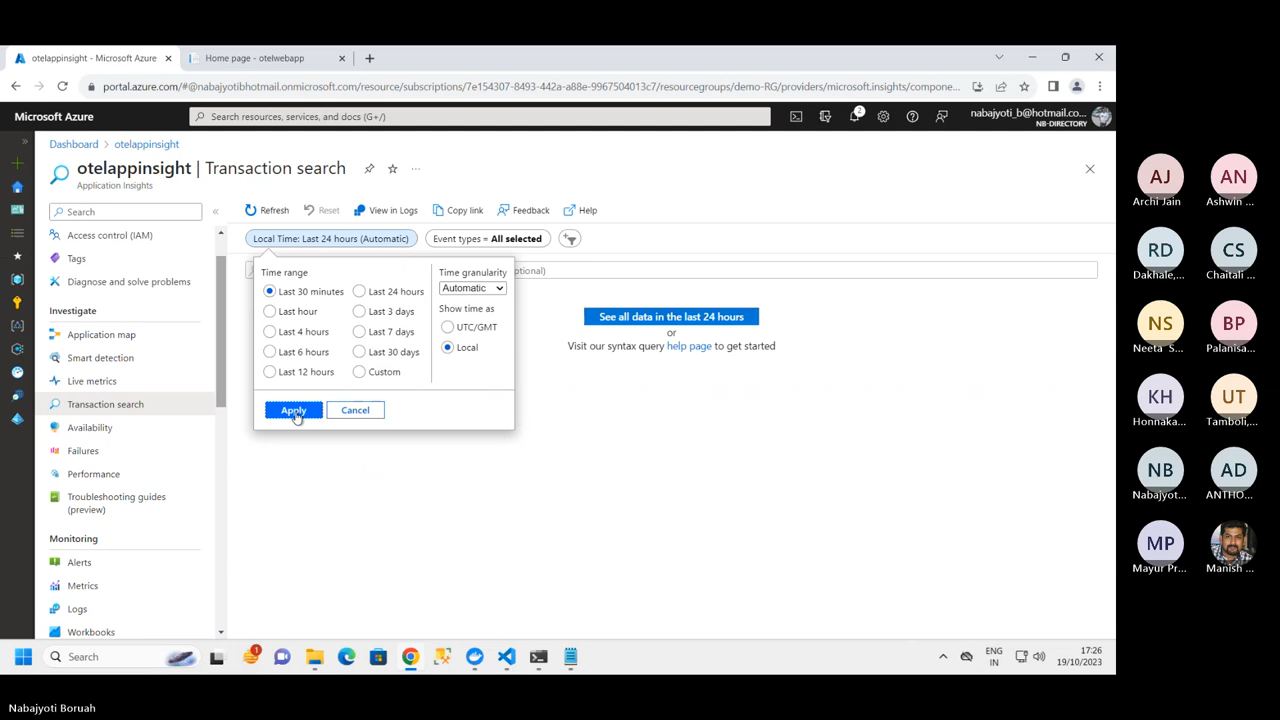 otelappinsight - Microsoft Azure
Home page - otelwebapp
portal.azure.com/#@nabajyotibhotmail.onmicrosoft.com/resource/subscriptions/7e154307-8493-442a-a88e-9967504013c7/resourcegroups/demo-RG/providers/microsoft.insights/compone...
Microsoft Azure
Search resources, services, and docs (G+/)
2
nabajyoti_b@hotmail.co...
NB-DIRECTORY
Dashboard > otelappinsight
otelappinsight | Transaction search
Application Insights
Search
Refresh
Reset
View in Logs
Copy link
Feedback
Help
Access control (IAM)
Tags
Diagnose and solve problems
Investigate
Application map
Smart detection
Live metrics
Transaction search
Availability
Failures
Performance
Troubleshooting guides
(preview)
Monitoring
Alerts
Metrics
Logs
Workbooks
Local Time: Last 24 hours (Automatic)
Event types = All selected
optional)
Time range
Last 30 minutes
Last 24 hours
Last hour
Last 3 days
Last 4 hours
Last 7 days
Last 6 hours
Last 30 days
Last 12 hours
Custom
Time granularity
Automatic
Show time as
UTC/GMT
Local
Apply
Cancel
See all data in the last 24 hours
or
Visit our syntax query help page to get started
AJ
Archi Jain
AN
Ashwin ...
RD
Dakhale,...
CS
Chaitali ...
NS
Neeta S...
BP
Palanisa...
KH
Honnaka...
UT
Tamboli,...
NB
Nabajyot...
AD
ANTHO...
MP
Mayur Pr...
Manish ...
Search
1
ENG
IN
17:26
19/10/2023
Nabajyoti Boruah